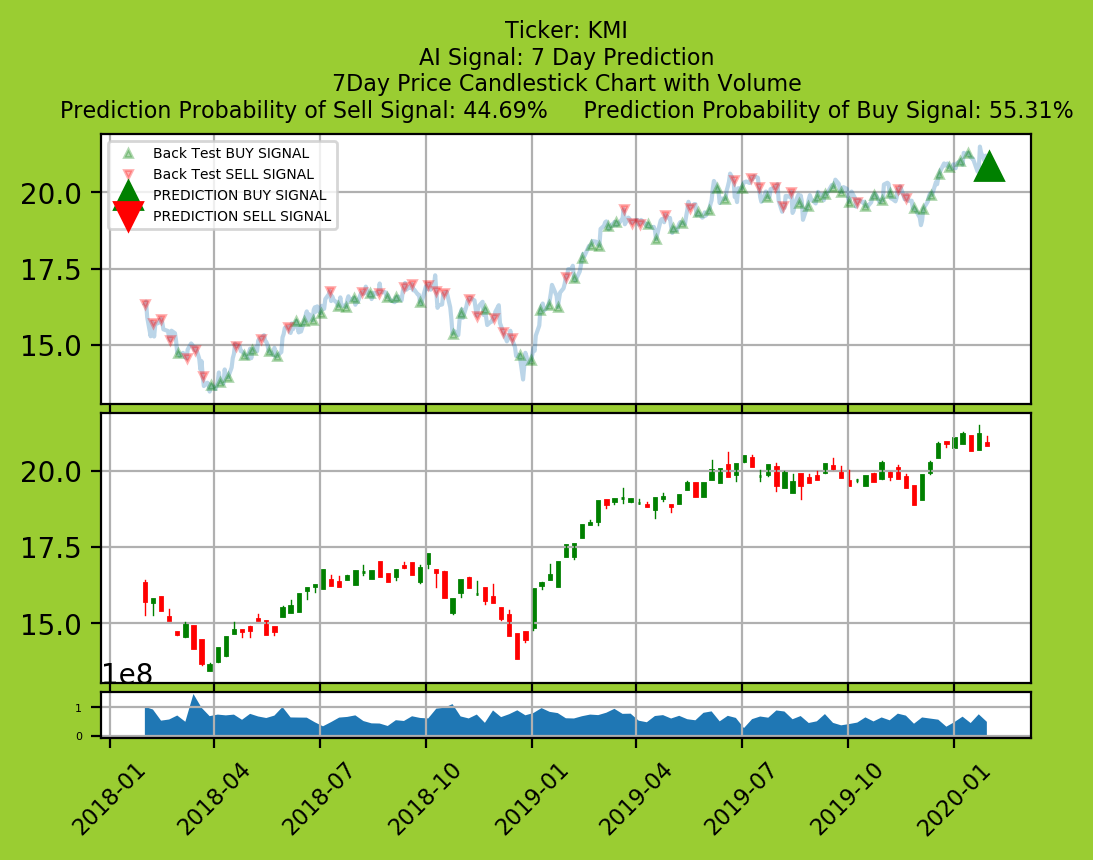 Ticker: KMI
AI Signal: 7 Day Prediction
7Day Price Candlestick Chart with Volume
Prediction Probability of Sell Signal: 44.69% Prediction Probability of Buy Signal: 55.31%
Back Test BUY SIGNAL
Back Test SELL SIGNAL
PREDICTION BUY SIGNAL
PREDICTION SELL SIGNAL
20.0
17.5
15.0
20.0
17.5
15.0
1e8
1
0
2018-01
2018-04
2018-07
2018-10
2019-01
2019-04
2019-07
2019-10
2020-01